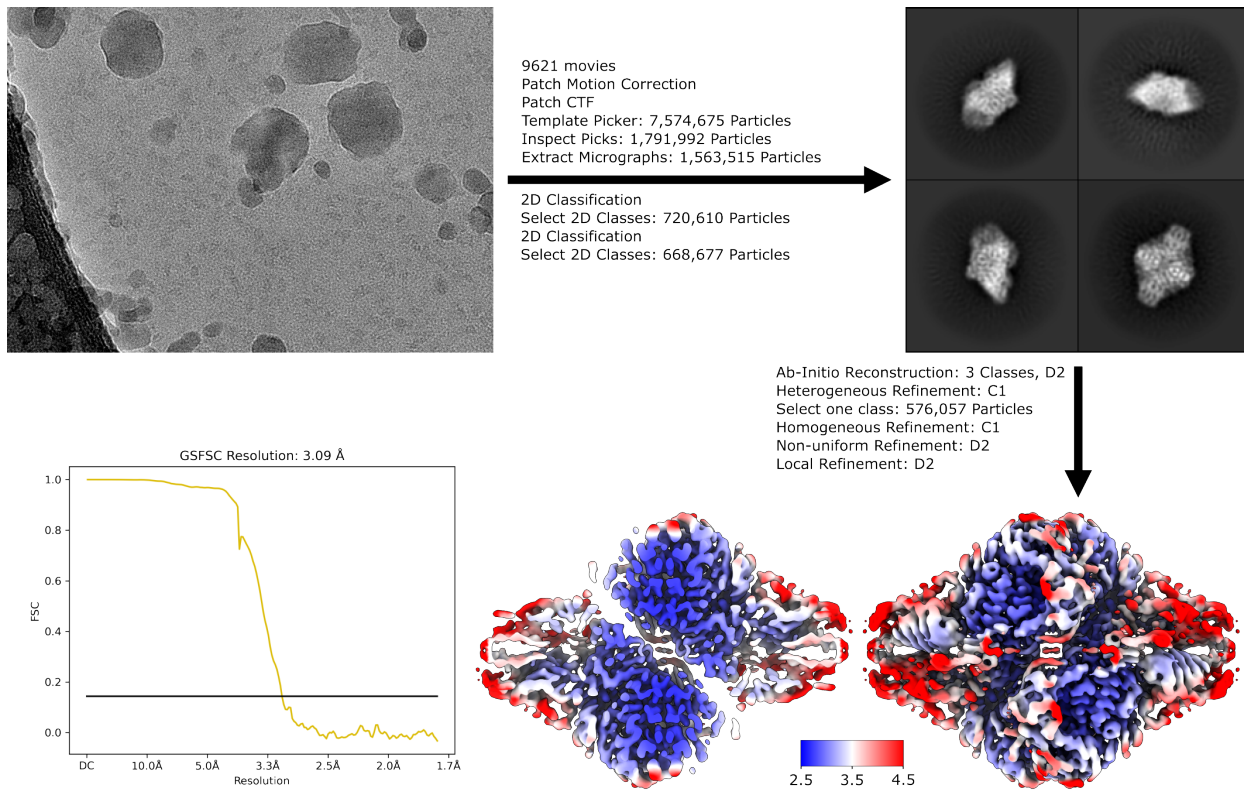 9621 movies
Patch Motion Correction
Patch CTF
Template Picker: 7,574,675 Particles
Inspect Picks: 1,791,992 Particles
Extract Micrographs: 1,563,515 Particles
2D Classification
Select 2D Classes: 720,610 Particles
2D Classification
Select 2D Classes: 668,677 Particles
Ab-Initio Reconstruction: 3 Classes, D2
Heterogeneous Refinement: C1
Select one class: 576,057 Particles
Homogeneous Refinement: C1
Non-uniform Refinement: D2
Local Refinement: D2
GSFSC Resolution: 3.09 Å
1.0
0.8
0.6
0.4
0.2
0.0
FSC
DC 10.0Å 5.0Å 3.3Å 2.5Å 2.0Å 1.7Å
Resolution
2.5 3.5 4.5